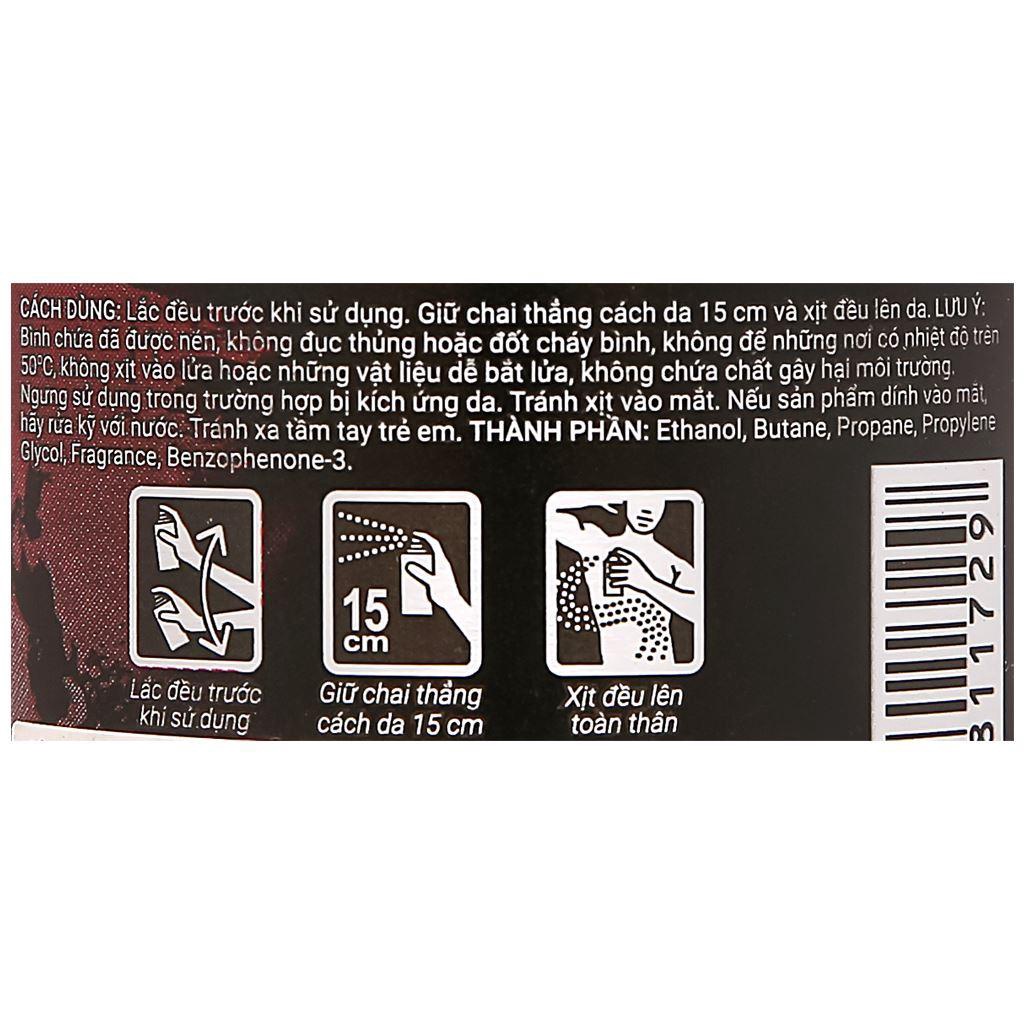 CÁCH DÙNG: Lắc đều trước khi sử dụng. Giữ chai thẳng cách da 15 cm và xịt đều lên da. LƯU Ý:
Bình chứa đã được nén, không đục thủng hoặc đốt cháy bình, không để những nơi có nhiệt độ trên
50°C, không xịt vào lửa hoặc những vật liệu dễ bắt lửa, không chứa chất gây hại môi trường.
Ngưng sử dụng trong trường hợp bị kích ứng da. Tránh xịt vào mắt. Nếu sản phẩm dính vào mắt,
hãy rửa kỹ với nước. Tránh xa tầm tay trẻ em. THÀNH PHẦN: Ethanol, Butane, Propane, Propylene
Glycol, Fragrance, Benzophenone-3.
15
cm
Lắc đều trước
khi sử dụng
Giữ chai thẳng
cách da 15 cm
Xịt đều lên
toàn thân
811729